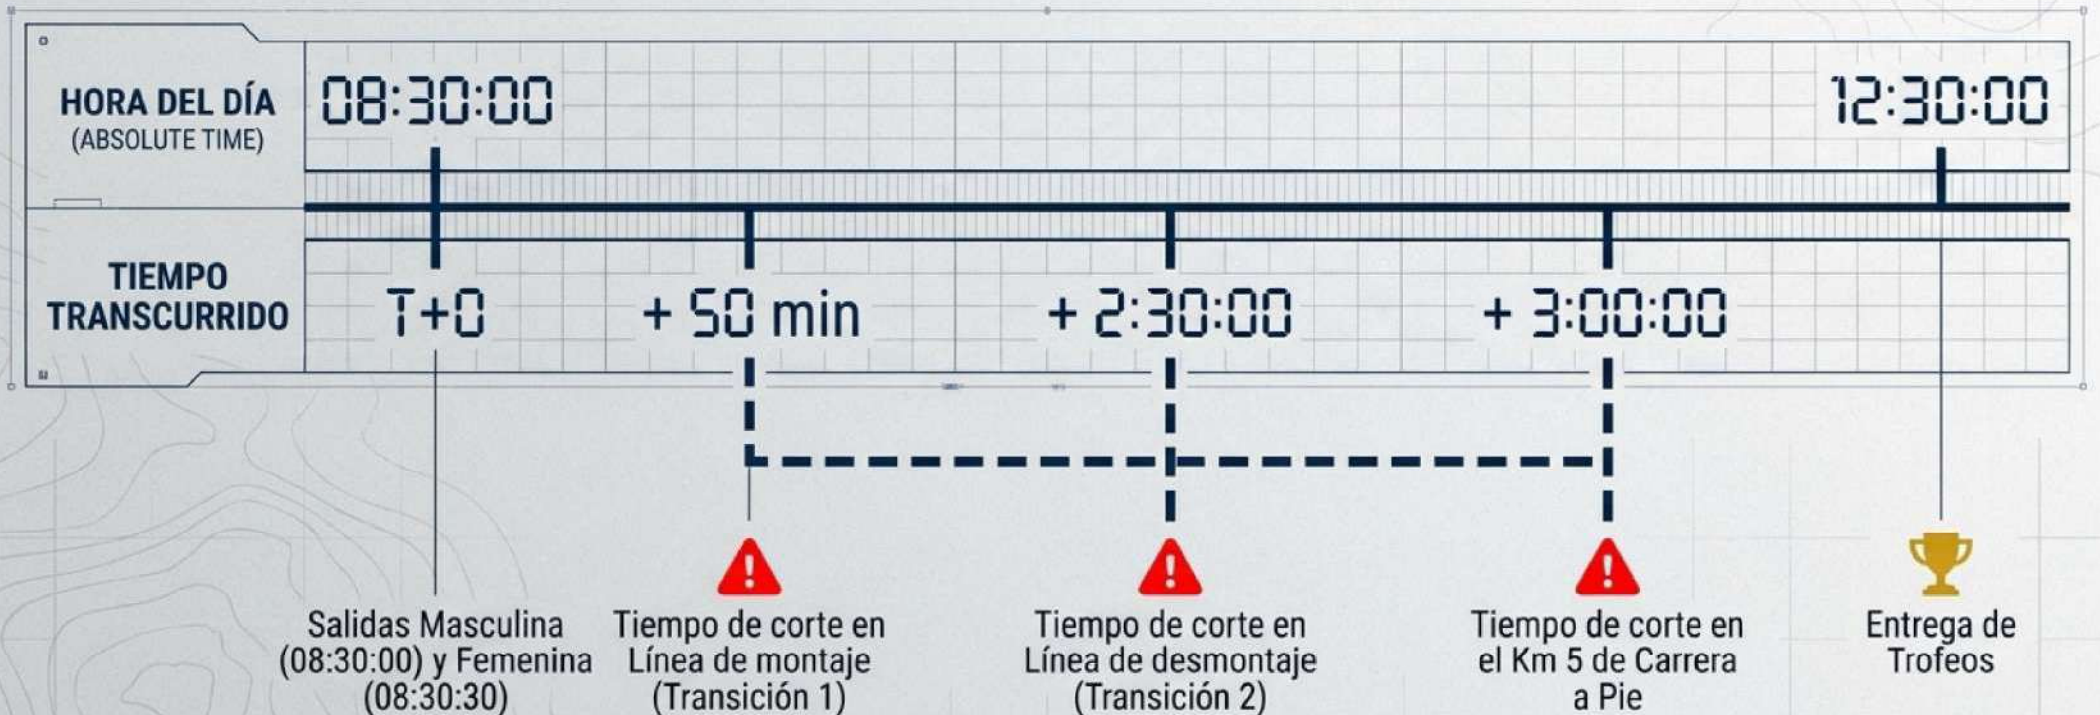 HORA DEL DÍA
(ABSOLUTE TIME)
08:30:00
12:30:00
TIEMPO
TRANSCURRIDO
T+0
+ 50 min
+ 2:30:00
+ 3:00:00
Salidas Masculina
(08:30:00) y Femenina
(08:30:30)
Tiempo de corte en
Línea de montaje
(Transición 1)
Tiempo de corte en
Línea de desmontaje
(Transición 2)
Tiempo de corte en
el Km 5 de Carrera
a Pie
Entrega de
Trofeos